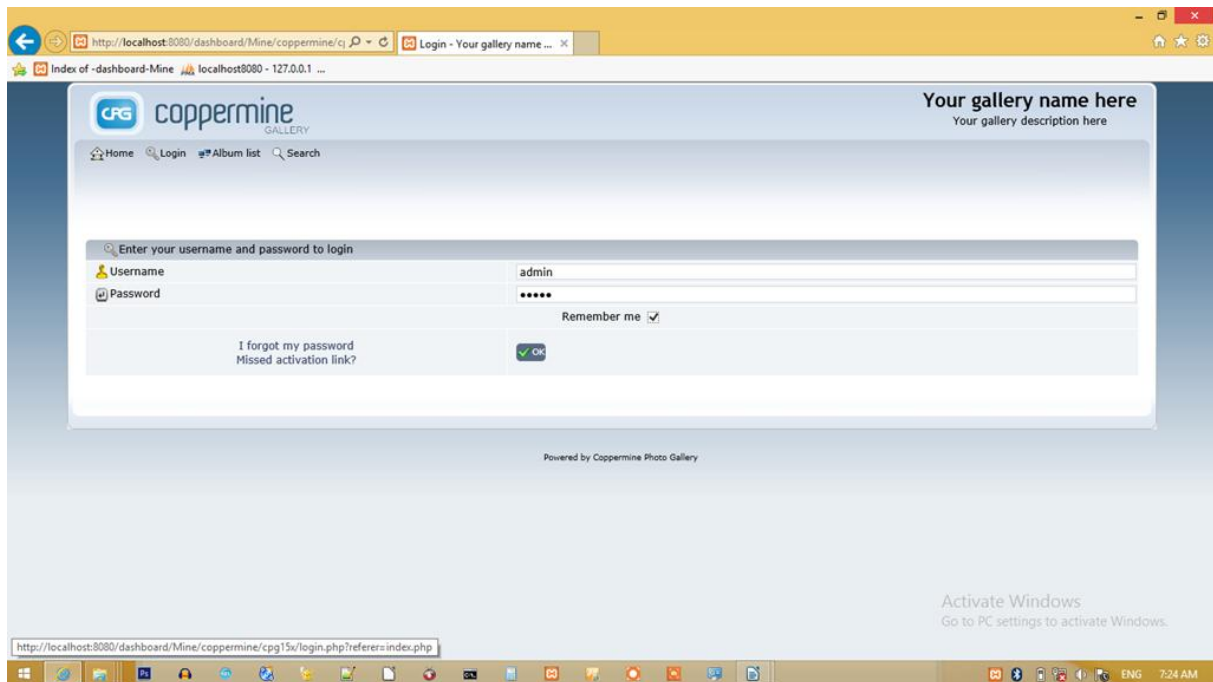 http://localhost:8080/dashboard/Mine/coppermine/cp
Login - Your gallery name ...
Index of -dashboard-Mine localhost8080 - 127.0.0.1 ...
CPG coppermine
GALLERY
Your gallery name here
Your gallery description here
Home Login Album list Search
Enter your username and password to login
Username admin
Password •••••
Remember me
I forgot my password
Missed activation link?
OK
Powered by Coppermine Photo Gallery
Activate Windows
Go to PC settings to activate Windows.
http://localhost:8080/dashboard/Mine/coppermine/cpg15x/login.php?referer=index.php
Ps
ENG 7:24 AM